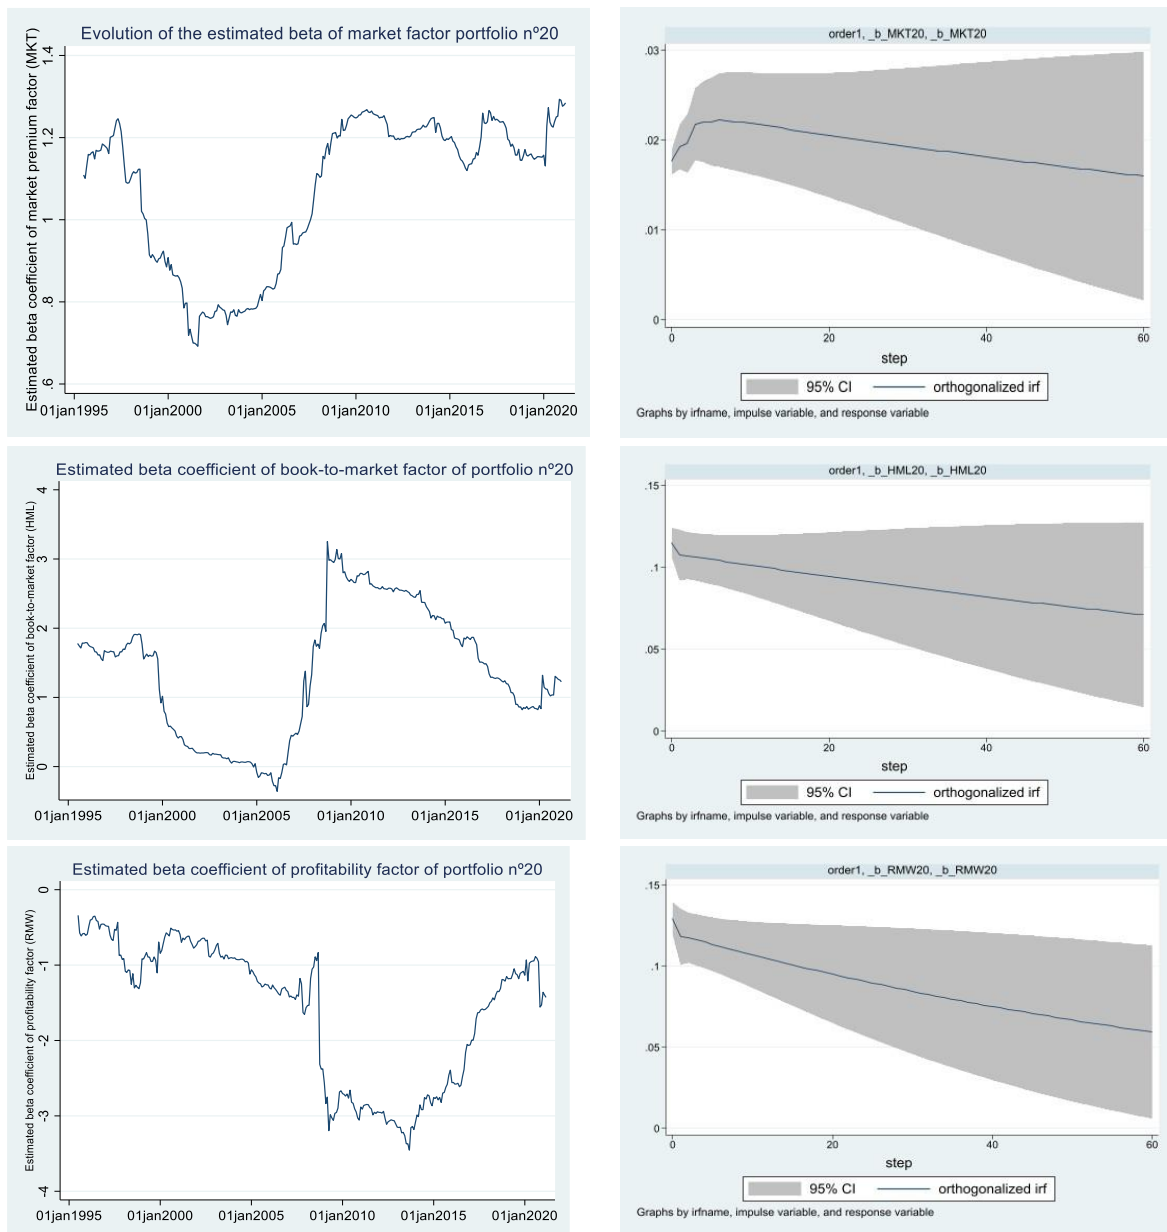 Evolution of the estimated beta of market factor portfolio nº20
Estimated beta coefficient of market premium factor (MKT)
1.4
1.2
1
.8
.6
01jan1995 01jan2000 01jan2005 01jan2010 01jan2015 01jan2020
order1, _b_MKT20, _b_MKT20
.03
.02
.01
0
0 20 40 60
step
95% CI orthogonalized irf
Graphs by irfname, impulse variable, and response variable
Estimated beta coefficient of book-to-market factor of portfolio nº20
Estimated beta coefficient of book-to-market factor (HML)
4
3
2
1
0
01jan1995 01jan2000 01jan2005 01jan2010 01jan2015 01jan2020
order1, _b_HML20, _b_HML20
.15
.1
.05
0
0 20 40 60
step
95% CI orthogonalized irf
Graphs by irfname, impulse variable, and response variable
Estimated beta coefficient of profitability factor of portfolio nº20
Estimated beta coefficient of profitability factor (RMW)
0
-1
-2
-3
-4
01jan1995 01jan2000 01jan2005 01jan2010 01jan2015 01jan2020
order1, _b_RMW20, _b_RMW20
.15
.1
.05
0
0 20 40 60
step
95% CI orthogonalized irf
Graphs by irfname, impulse variable, and response variable